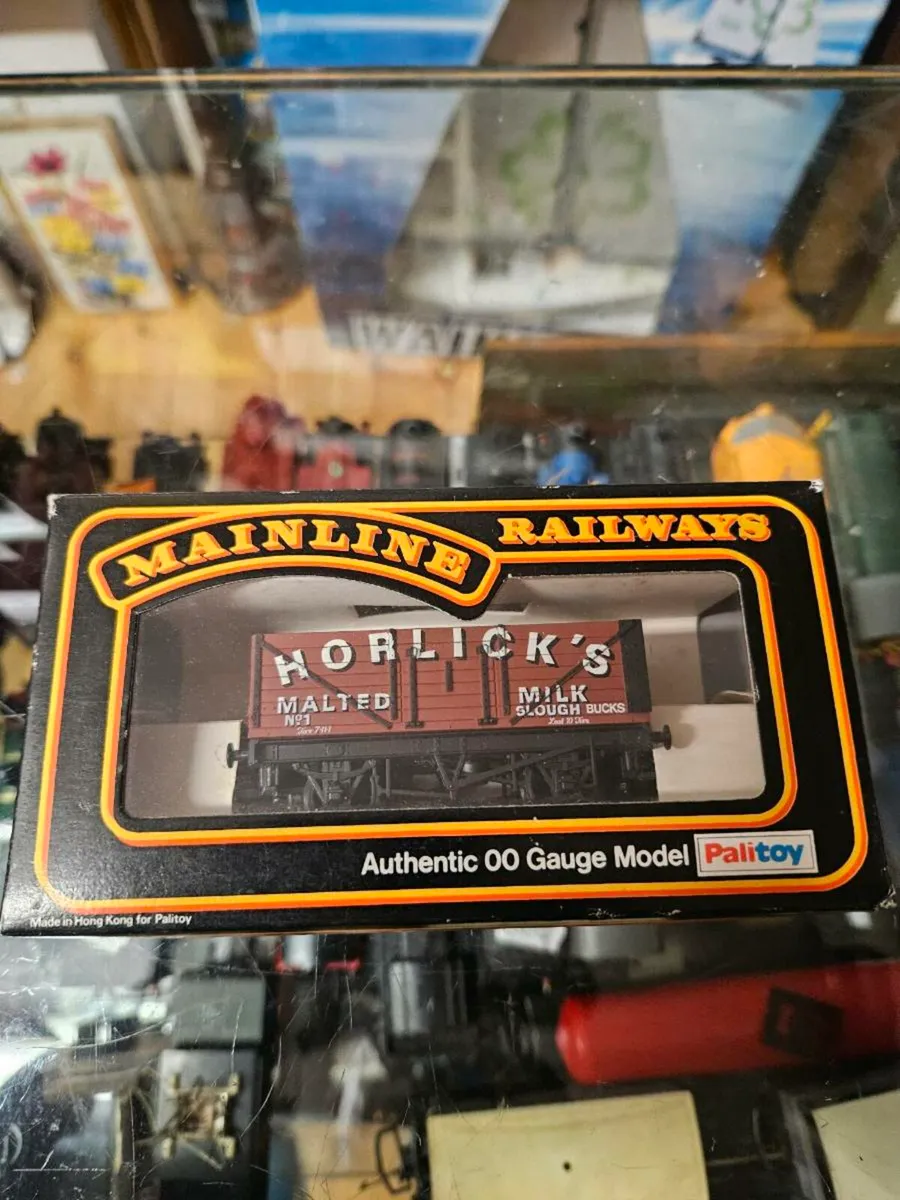 MAINLINE RAILWAYS
HORLICK'S
MALTED MILK
Nº1 SLOUGH BUCKS
Authentic 00 Gauge Model Palitoy
Made in Hong Kong for Palitoy